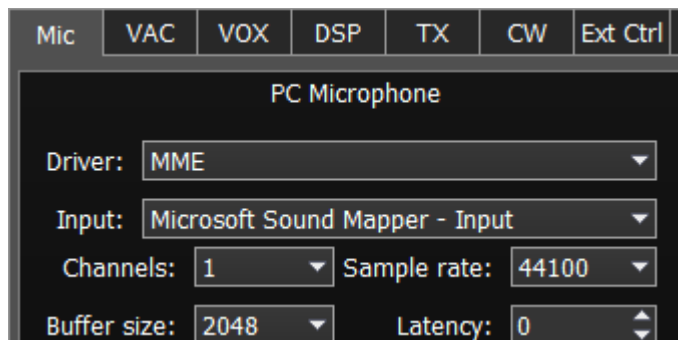 Mic VAC VOX DSP TX CW Ext Ctrl
PC Microphone
Driver: MME
Input: Microsoft Sound Mapper - Input
Channels: 1 Sample rate: 44100
Buffer size: 2048 Latency: 0